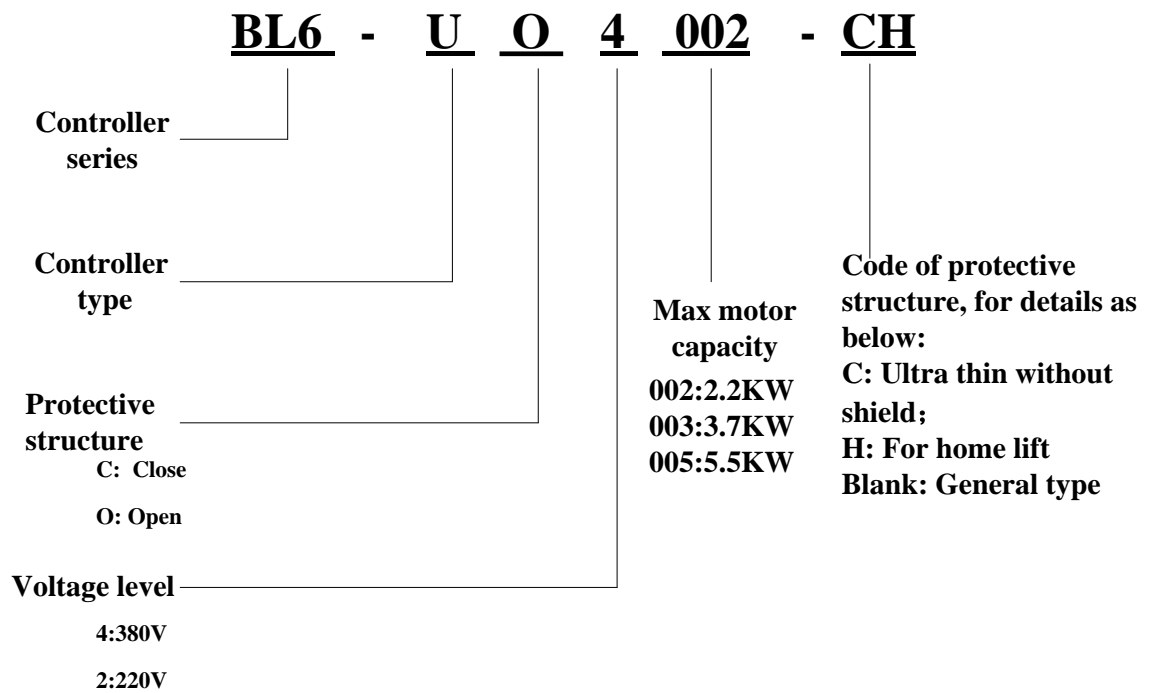 BL6 - U O 4 002 - CH
Controller
series
Controller
type
Protective
structure
C: Close
O: Open
Voltage level
4:380V
2:220V
Max motor
capacity
002:2.2KW
003:3.7KW
005:5.5KW
Code of protective
structure, for details as
below:
C: Ultra thin without
shield；
H: For home lift
Blank: General type